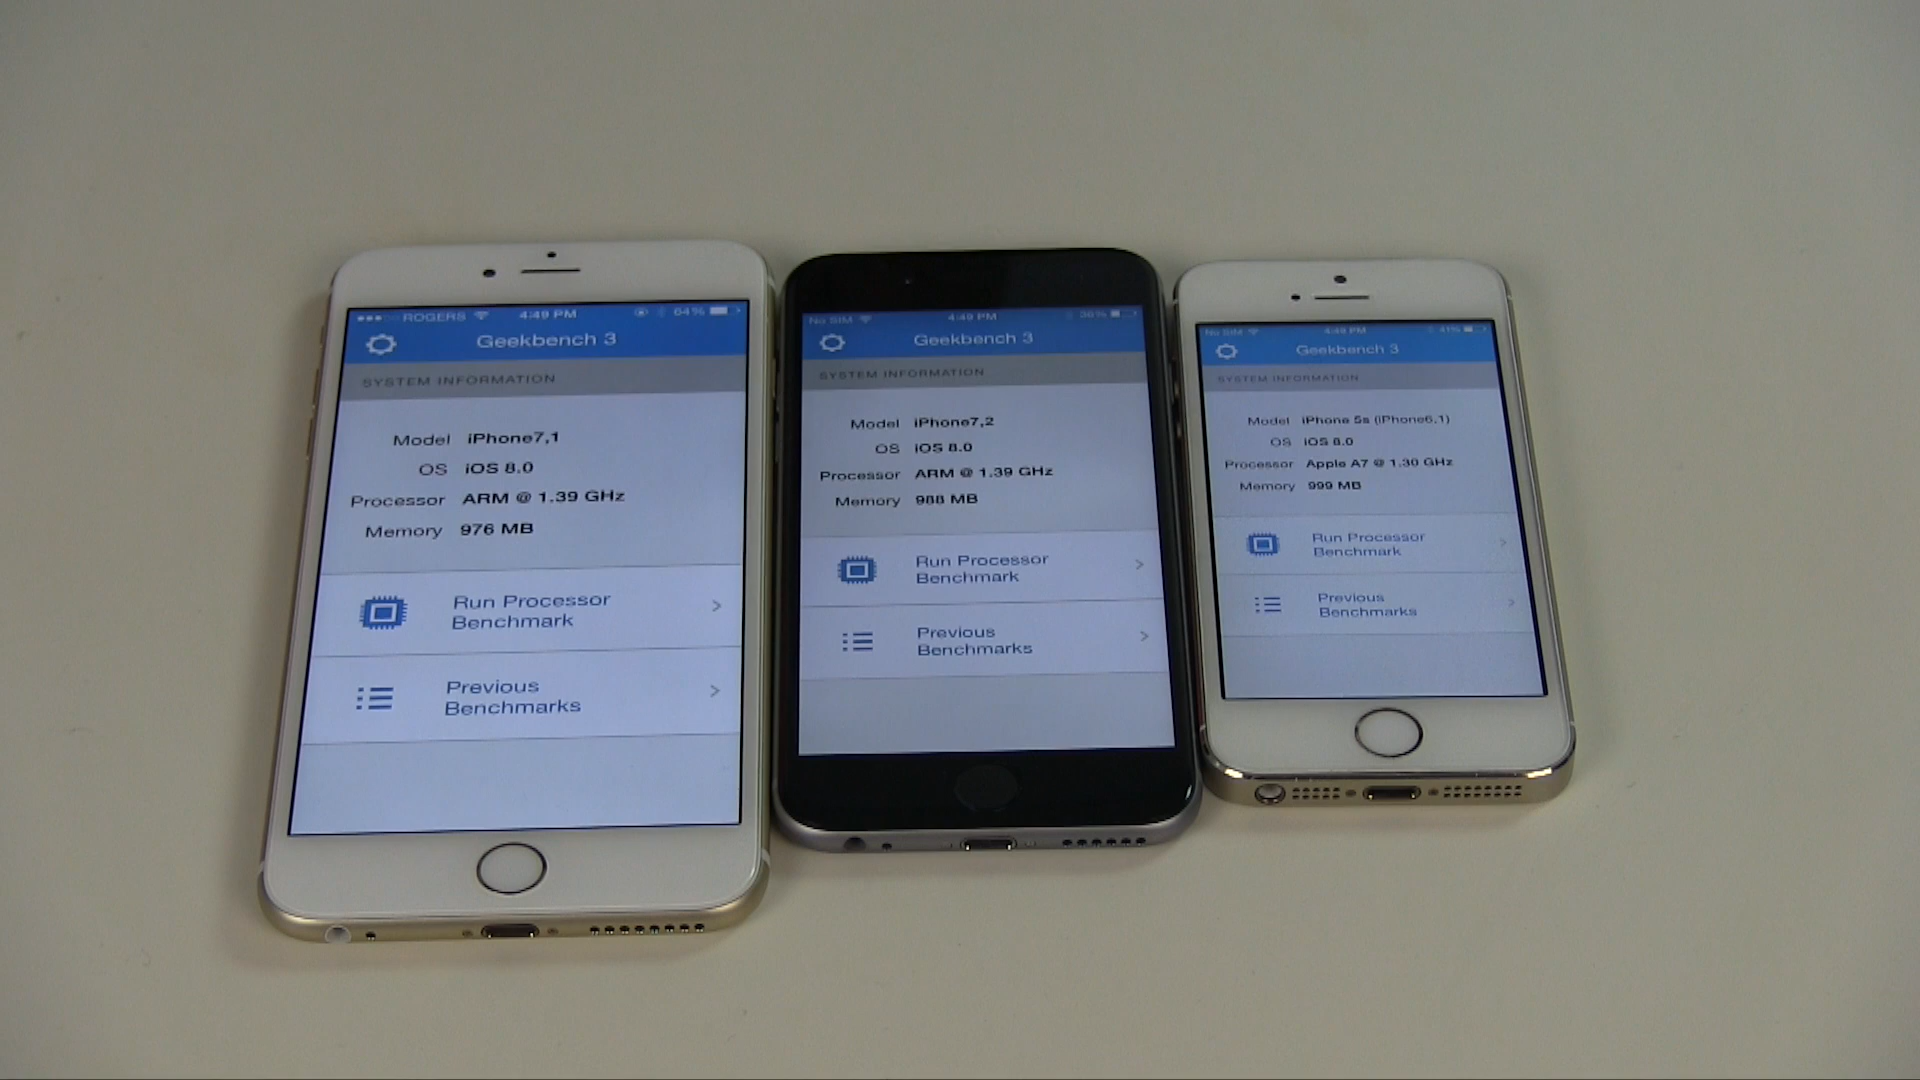 ROGERS 4:49 PM 64%
Geekbench 3
SYSTEM INFORMATION
Model iPhone7,1
OS iOS 8.0
Processor ARM @ 1.39 GHz
Memory 976 MB
Run Processor
Benchmark
Previous
Benchmarks
No SIM 4:49 PM 36%
Geekbench 3
SYSTEM INFORMATION
Model iPhone7,2
OS iOS 8.0
Processor ARM @ 1.39 GHz
Memory 988 MB
Run Processor
Benchmark
Previous
Benchmarks
No SIM 4:49 PM 41%
Geekbench 3
SYSTEM INFORMATION
Model iPhone 5s (iPhone6,1)
OS iOS 8.0
Processor Apple A7 @ 1.30 GHz
Memory 999 MB
Run Processor
Benchmark
Previous
Benchmarks